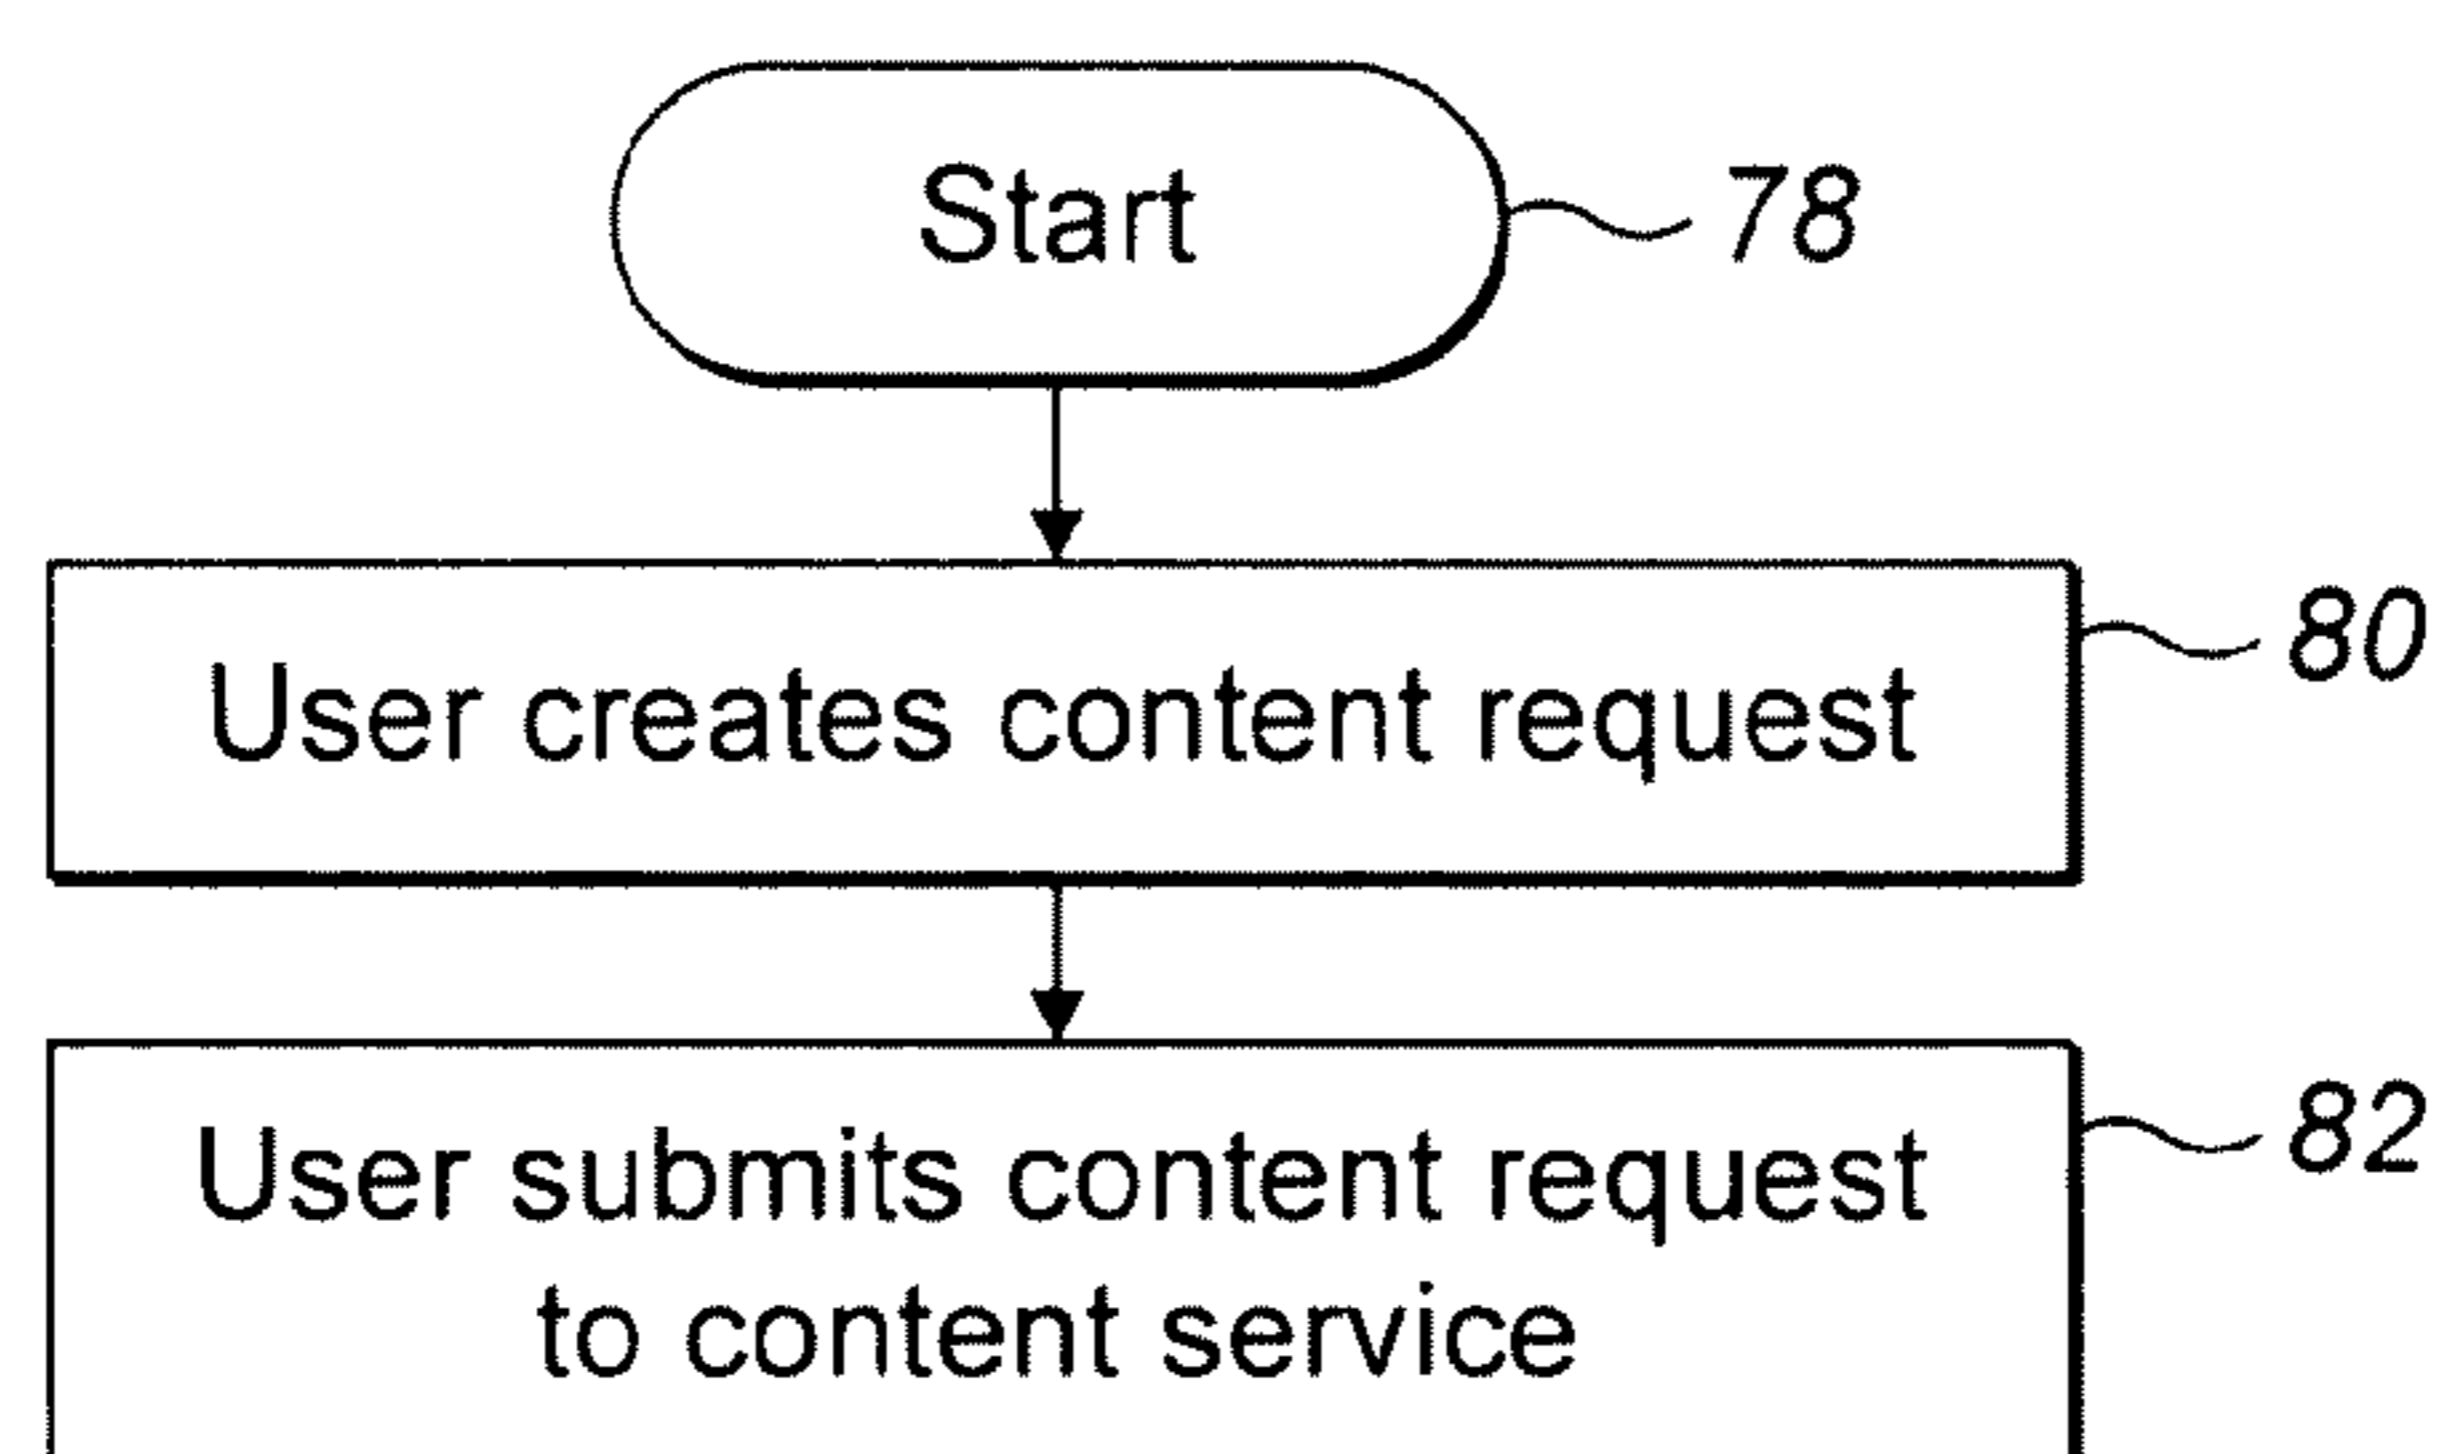 Start
78
User creates content request
80
User submits content request
82
to content service